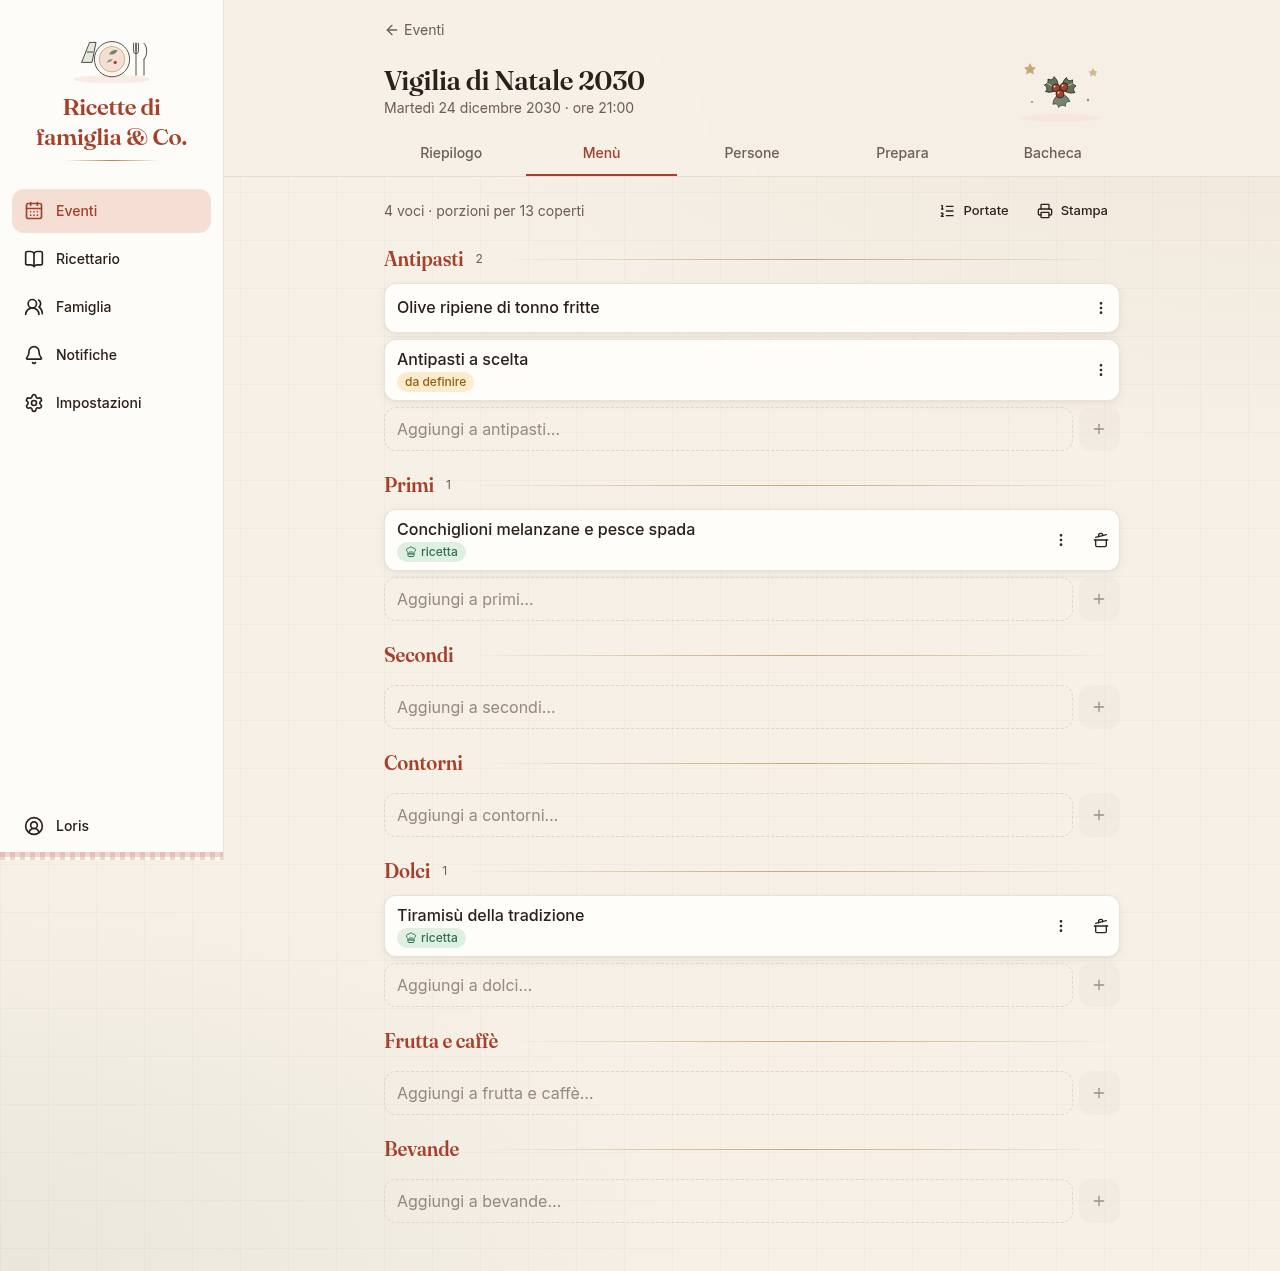 Ricette di
famiglia & Co.
Eventi
Ricettario
Famiglia
Notifiche
Impostazioni
Loris
Eventi
Vigilia di Natale 2030
Martedì 24 dicembre 2030 · ore 21:00
Riepilogo
Menù
Persone
Prepara
Bacheca
4 voci · porzioni per 13 coperti
Portate
Stampa
Antipasti 2
Olive ripiene di tonno fritte
Antipasti a scelta
da definire
Aggiungi a antipasti...
Primi 1
Conchiglioni melanzane e pesce spada
ricetta
Aggiungi a primi...
Secondi
Aggiungi a secondi...
Contorni
Aggiungi a contorni...
Dolci 1
Tiramisù della tradizione
ricetta
Aggiungi a dolci...
Frutta e caffè
Aggiungi a frutta e caffè...
Bevande
Aggiungi a bevande...